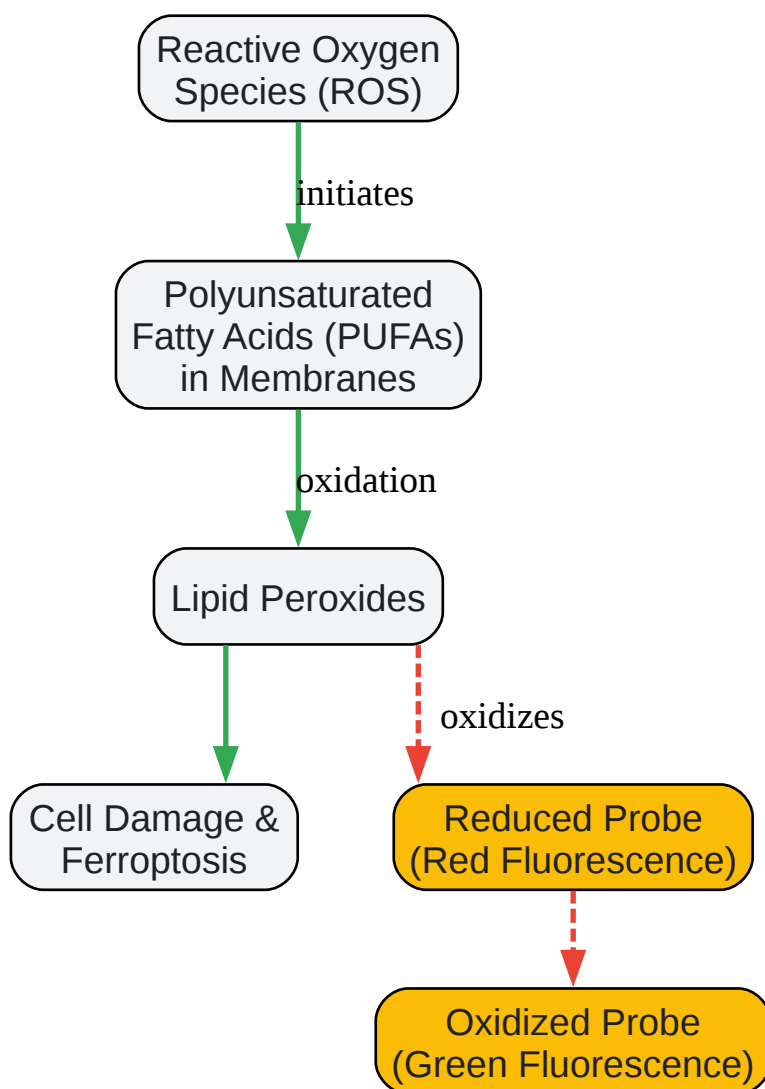 Reactive Oxygen
Species (ROS)
initiates
Polyunsaturated
Fatty Acids (PUFAs)
in Membranes
oxidation
Lipid Peroxides
oxidizes
Cell Damage &
Ferroptosis
Reduced Probe
(Red Fluorescence)
Oxidized Probe
(Green Fluorescence)